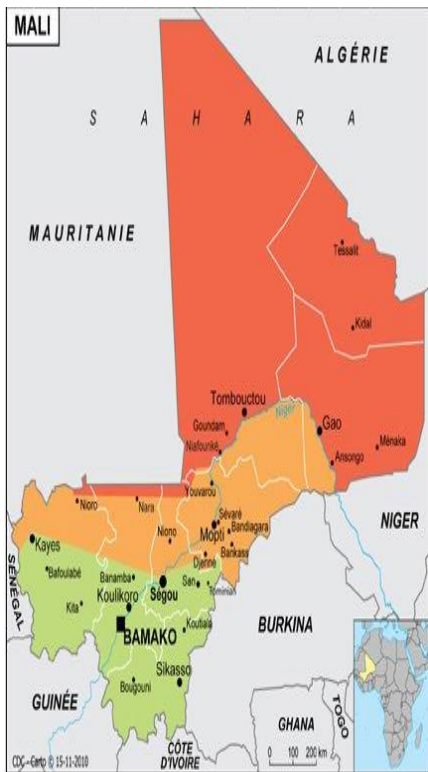 MALI
ALGÉRIE
S A H A R A
MAURITANIE
Tessalit
Kidal
Tombouctou
Niger
Goundam
Gao
Niafounké
Ménaka
Ansongo
Youvarou
Nioro
Nara
NIGER
Sévaré
Mopti
Bandiagara
Niono
Kayes
Bankass
Djenné
SÉNÉGAL
Bafoulabé
Banamba
Ségou
San
Tominian
Kita
Koulikoro
BAMAKO
Koutiala
BURKINA
Sikasso
Bougouni
GUINÉE
GHANA
TOGO
CÔTE
D'IVOIRE
0 100 200 km
CDC - Carto © 15-11-2010